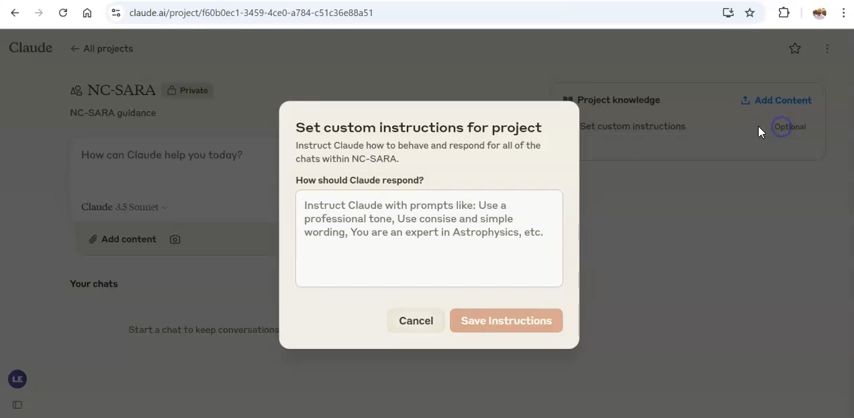 claude.ai/project/f60b0ec1-3459-4ce0-a784-c51c36e88a51
Claude
← All projects
NC-SARA
Private
NC-SARA guidance
Project knowledge
Add Content
Set custom instructions
Optional
How can Claude help you today?
Claude 3.5 Sonnet
Add content
Your chats
Start a chat to keep conversations
Set custom instructions for project
Instruct Claude how to behave and respond for all of the
chats within NC-SARA.
How should Claude respond?
Instruct Claude with prompts like: Use a
professional tone, Use consise and simple
wording, You are an expert in Astrophysics, etc.
Cancel
Save Instructions
LE